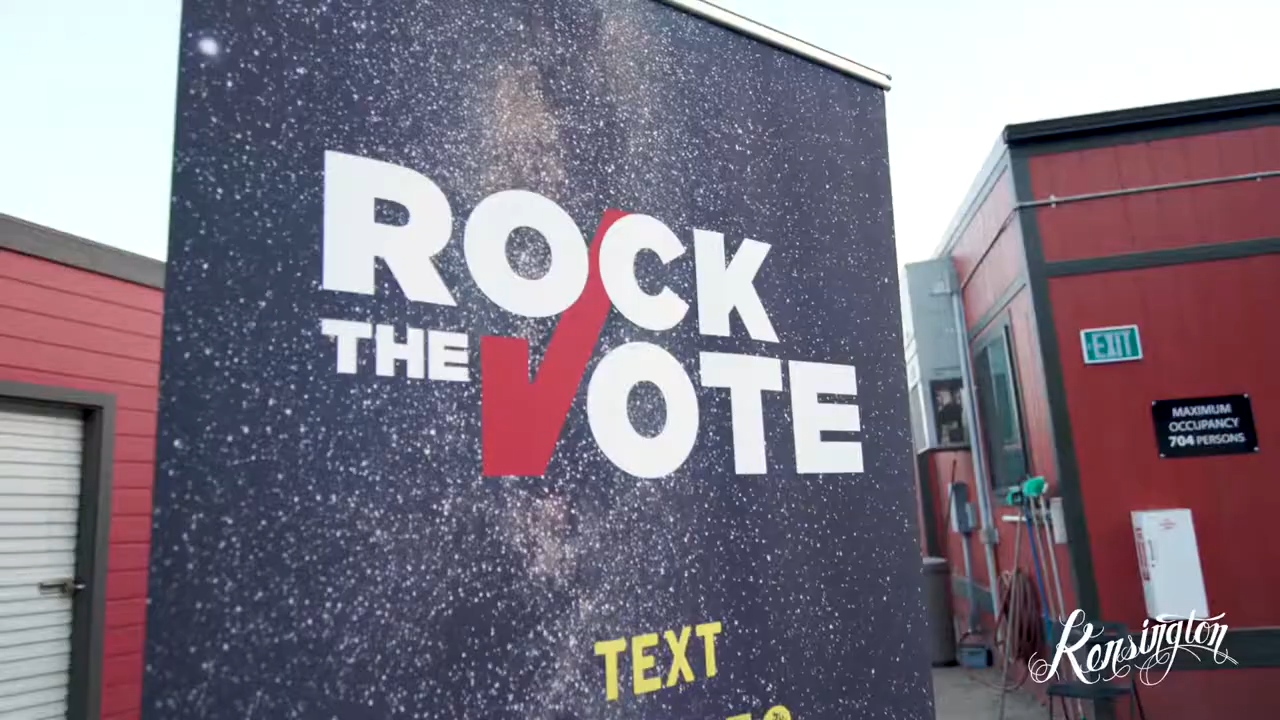 ROCK
THE VOTE
TEXT
EXIT
MAXIMUM
OCCUPANCY
704 PERSONS
Kensington